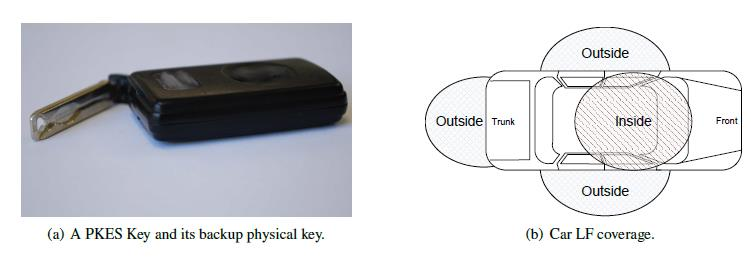 Outside
Outside
Trunk
Inside
Front
Outside
(a) A PKES Key and its backup physical key.
(b) Car LF coverage.